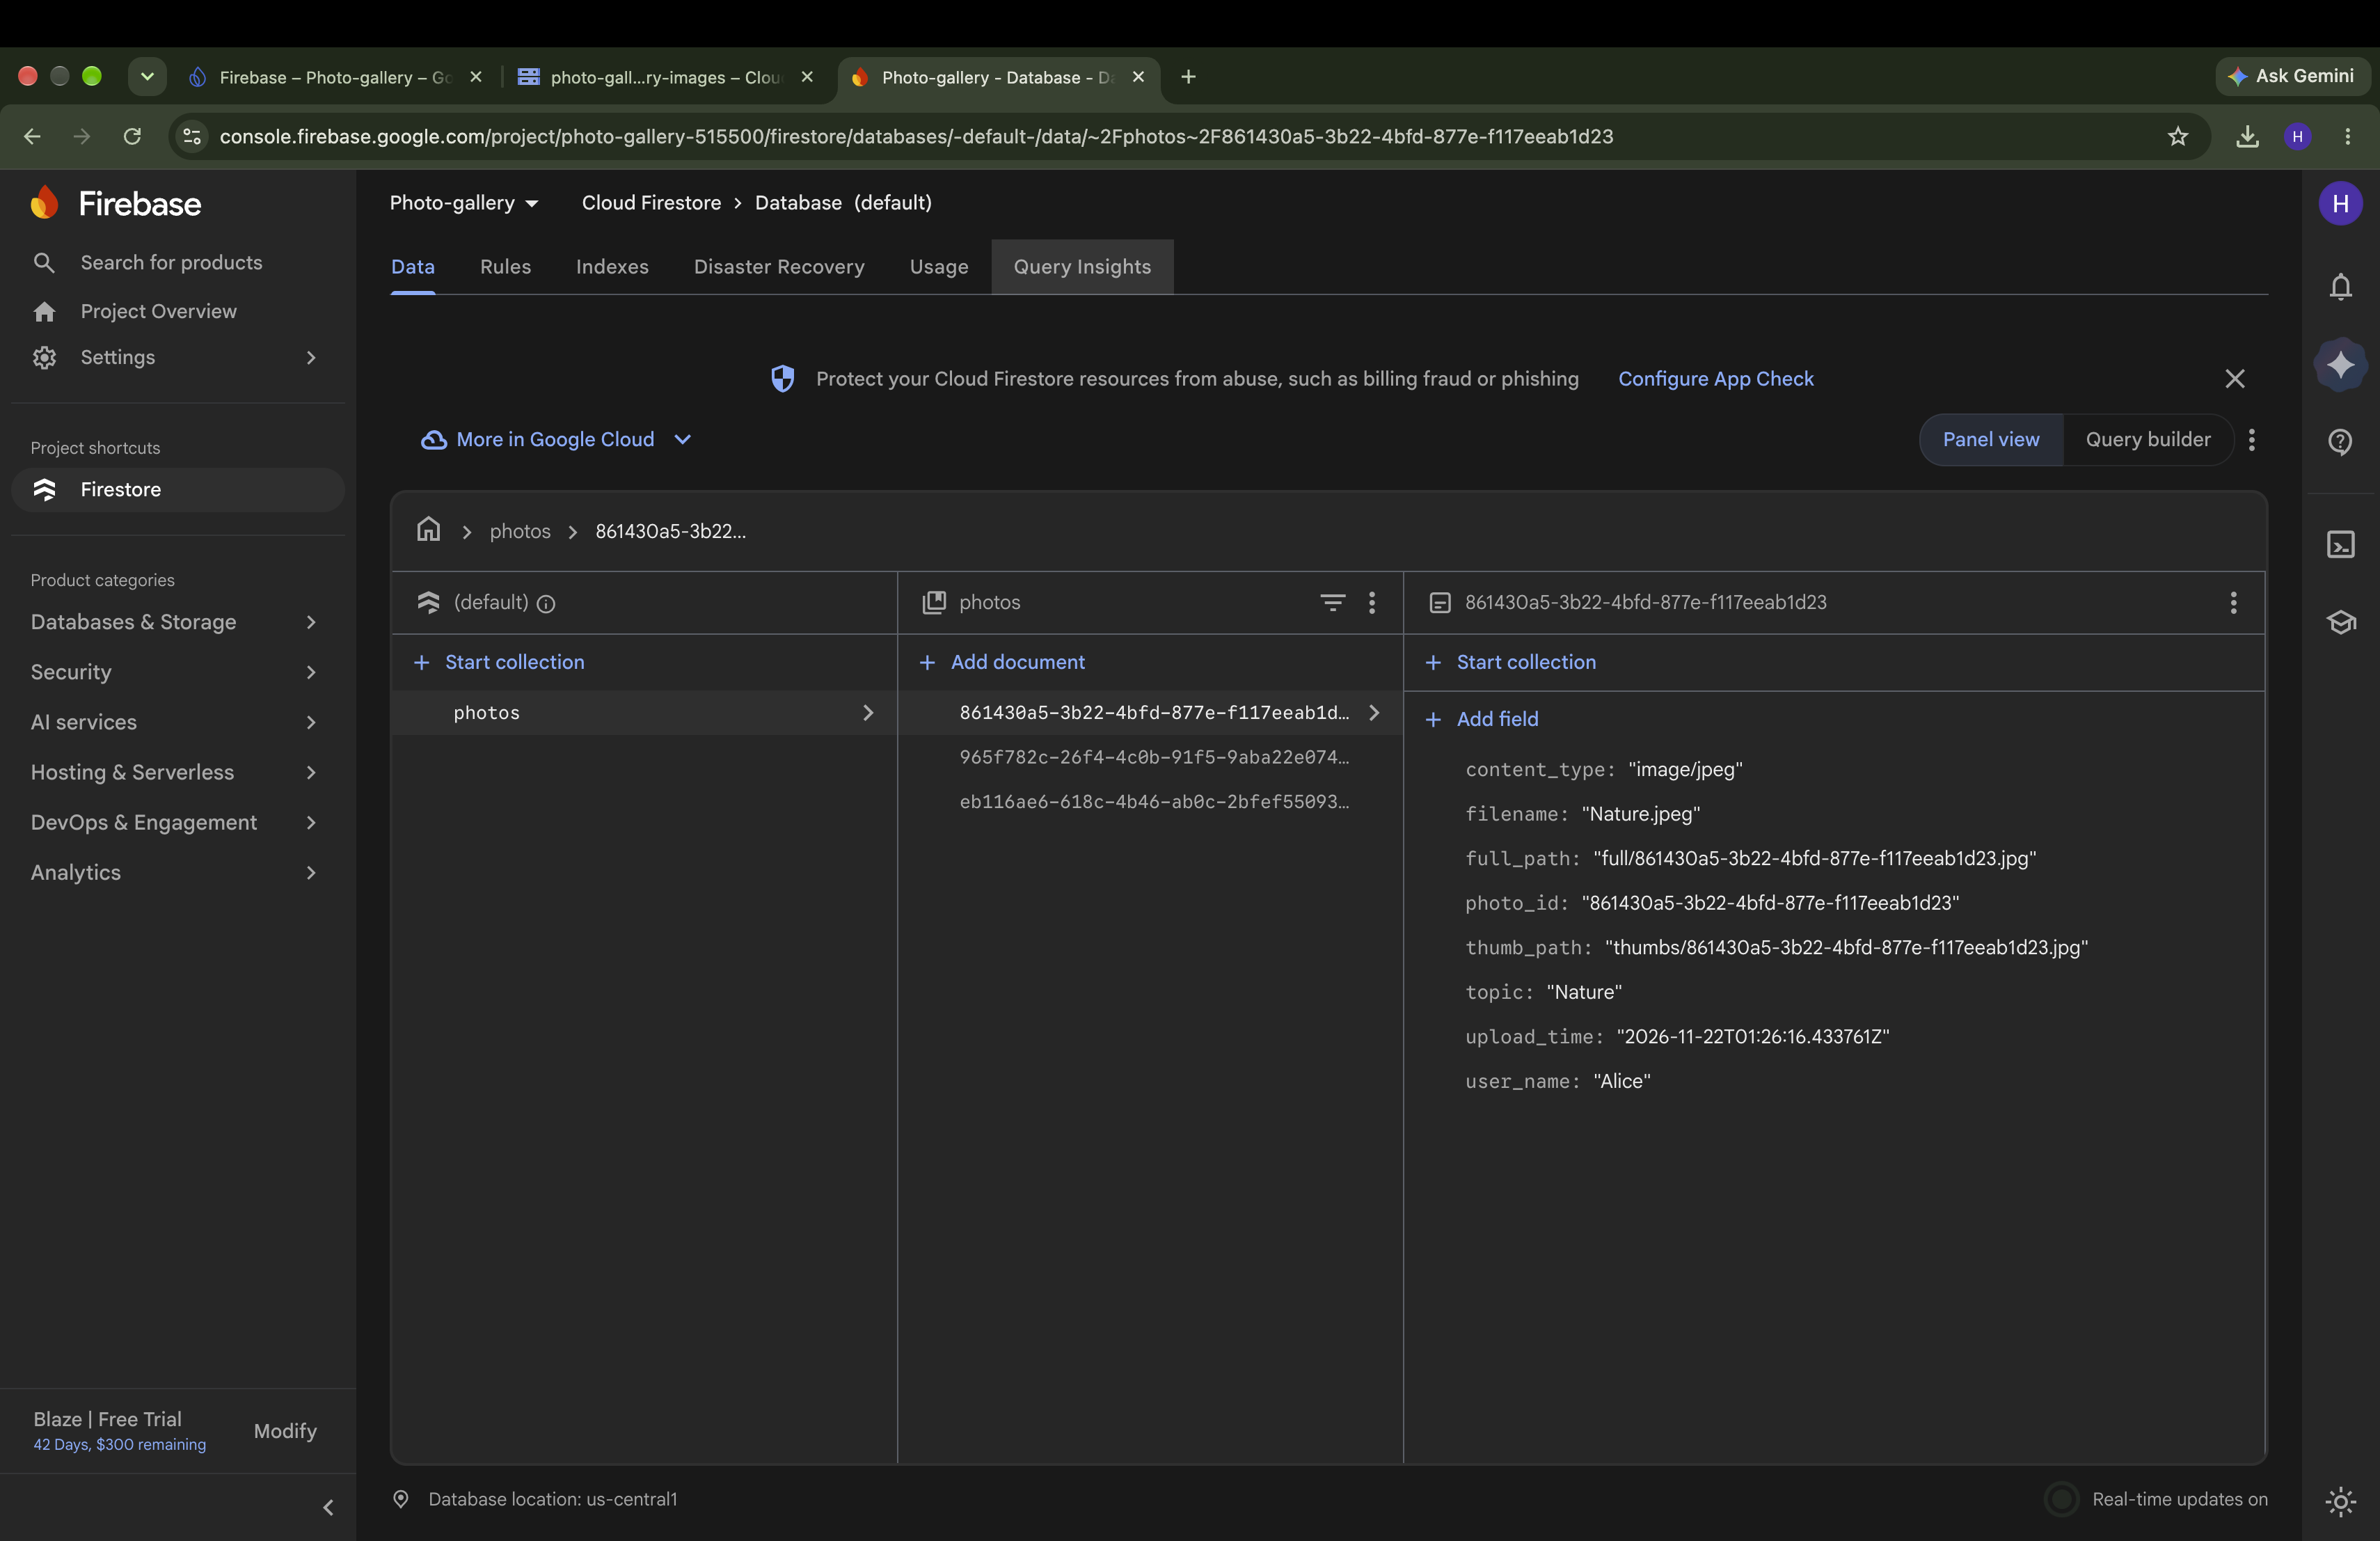 Firebase – Photo-gallery – Go
photo-gall...ry-images – Clou
Photo-gallery - Database - Da
Ask Gemini
console.firebase.google.com/project/photo-gallery-515500/firestore/databases/-default-/data/~2Fphotos~2F861430a5-3b22-4bfd-877e-f117eeab1d23
H
Firebase
Search for products
Project Overview
Settings
Project shortcuts
Firestore
Product categories
Databases & Storage
Security
AI services
Hosting & Serverless
DevOps & Engagement
Analytics
Blaze | Free Trial
42 Days, $300 remaining
Modify
Photo-gallery
Cloud Firestore > Database (default)
H
Data Rules Indexes Disaster Recovery Usage Query Insights
Protect your Cloud Firestore resources from abuse, such as billing fraud or phishing Configure App Check
More in Google Cloud
Panel view Query builder
photos > 861430a5-3b22...
(default)
Start collection
photos
photos
Add document
861430a5-3b22-4bfd-877e-f117eeab1d…
965f782c-26f4-4c0b-91f5-9aba22e074…
eb116ae6-618c-4b46-ab0c-2bfef55093…
861430a5-3b22-4bfd-877e-f117eeab1d23
Start collection
Add field
content_type: "image/jpeg"
filename: "Nature.jpeg"
full_path: "full/861430a5-3b22-4bfd-877e-f117eeab1d23.jpg"
photo_id: "861430a5-3b22-4bfd-877e-f117eeab1d23"
thumb_path: "thumbs/861430a5-3b22-4bfd-877e-f117eeab1d23.jpg"
topic: "Nature"
upload_time: "2026-11-22T01:26:16.433761Z"
user_name: "Alice"
Database location: us-central1
Real-time updates on